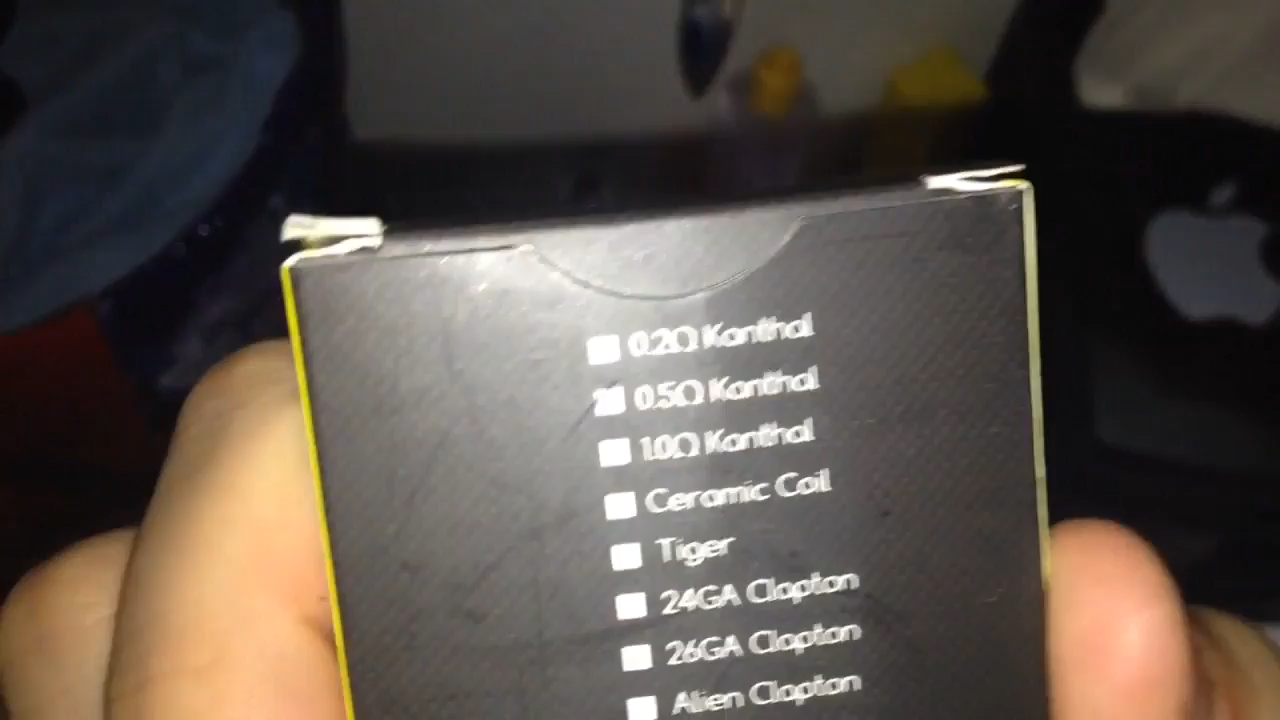 0.2Ω Kanthal
0.5Ω Kanthal
1.0Ω Kanthal
Ceramic Coil
Tiger
24GA Clapton
26GA Clapton
Alien Clapton